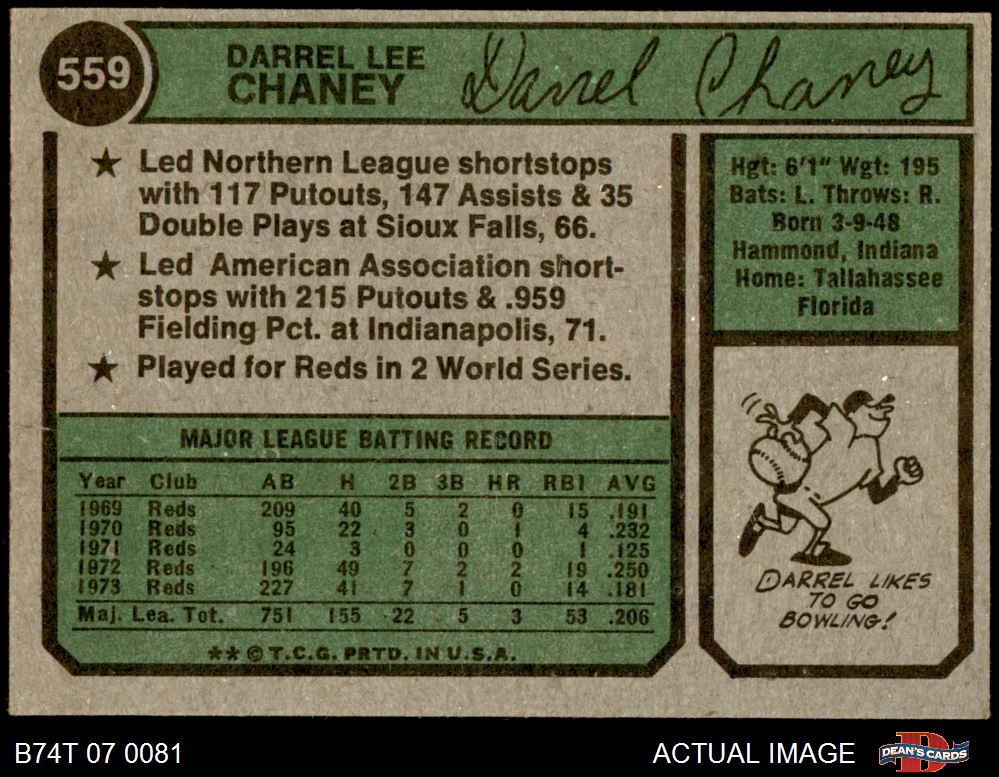 559
DARREL LEE
CHANEY
Darrel Chaney
★ Led Northern League shortstops
with 117 Putouts, 147 Assists & 35
Double Plays at Sioux Falls, 66.
★ Led American Association short-
stops with 215 Putouts & .959
Fielding Pct. at Indianapolis, 71.
★ Played for Reds in 2 World Series.
Hgt: 6'1" Wgt: 195
Bats: L. Throws: R.
Born 3-9-48
Hammond, Indiana
Home: Tallahassee
Florida
MAJOR LEAGUE BATTING RECORD
Year Club AB H 2B 3B HR RBI AVG
1969 Reds 209 40 5 2 0 15 .191
1970 Reds 95 22 3 0 1 4 .232
1971 Reds 24 3 0 0 0 1 .125
1972 Reds 196 49 7 2 2 19 .250
1973 Reds 227 41 7 1 0 14 .181
Maj. Lea. Tot. 751 155 22 5 3 53 .206
**©T.C.G. PRTD. IN U.S.A.
DARREL LIKES
TO GO
BOWLING!
B74T 07 0081
ACTUAL IMAGE
DEAN'S CARDS